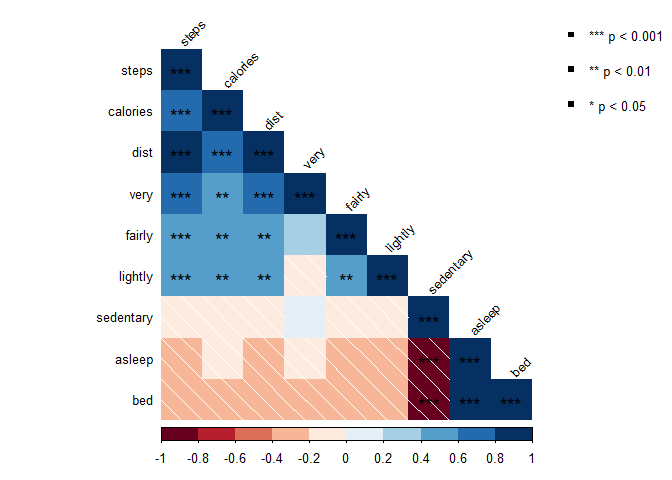 steps
*** p < 0.001
steps ***
calories
** p < 0.01
calories *** ***
dist
* p < 0.05
dist *** *** ***
very
very *** ** *** ***
fairly
fairly *** ** ** ***
lightly
lightly *** ** ** ** ***
sedentary
sedentary ***
asleep
asleep *** ***
bed
bed *** *** ***
-1 -0.8 -0.6 -0.4 -0.2 0 0.2 0.4 0.6 0.8 1